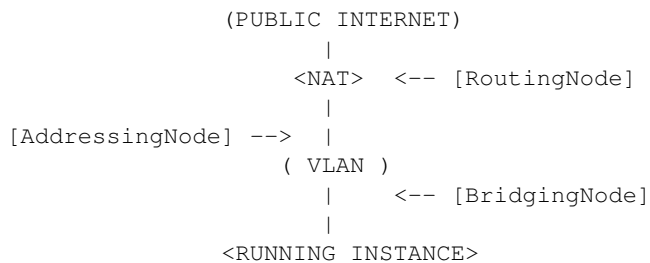 (PUBLIC INTERNET)
|
<NAT> <-- [RoutingNode]
|
[AddressingNode] --> |
( VLAN )
| <-- [BridgingNode]
|
<RUNNING INSTANCE>